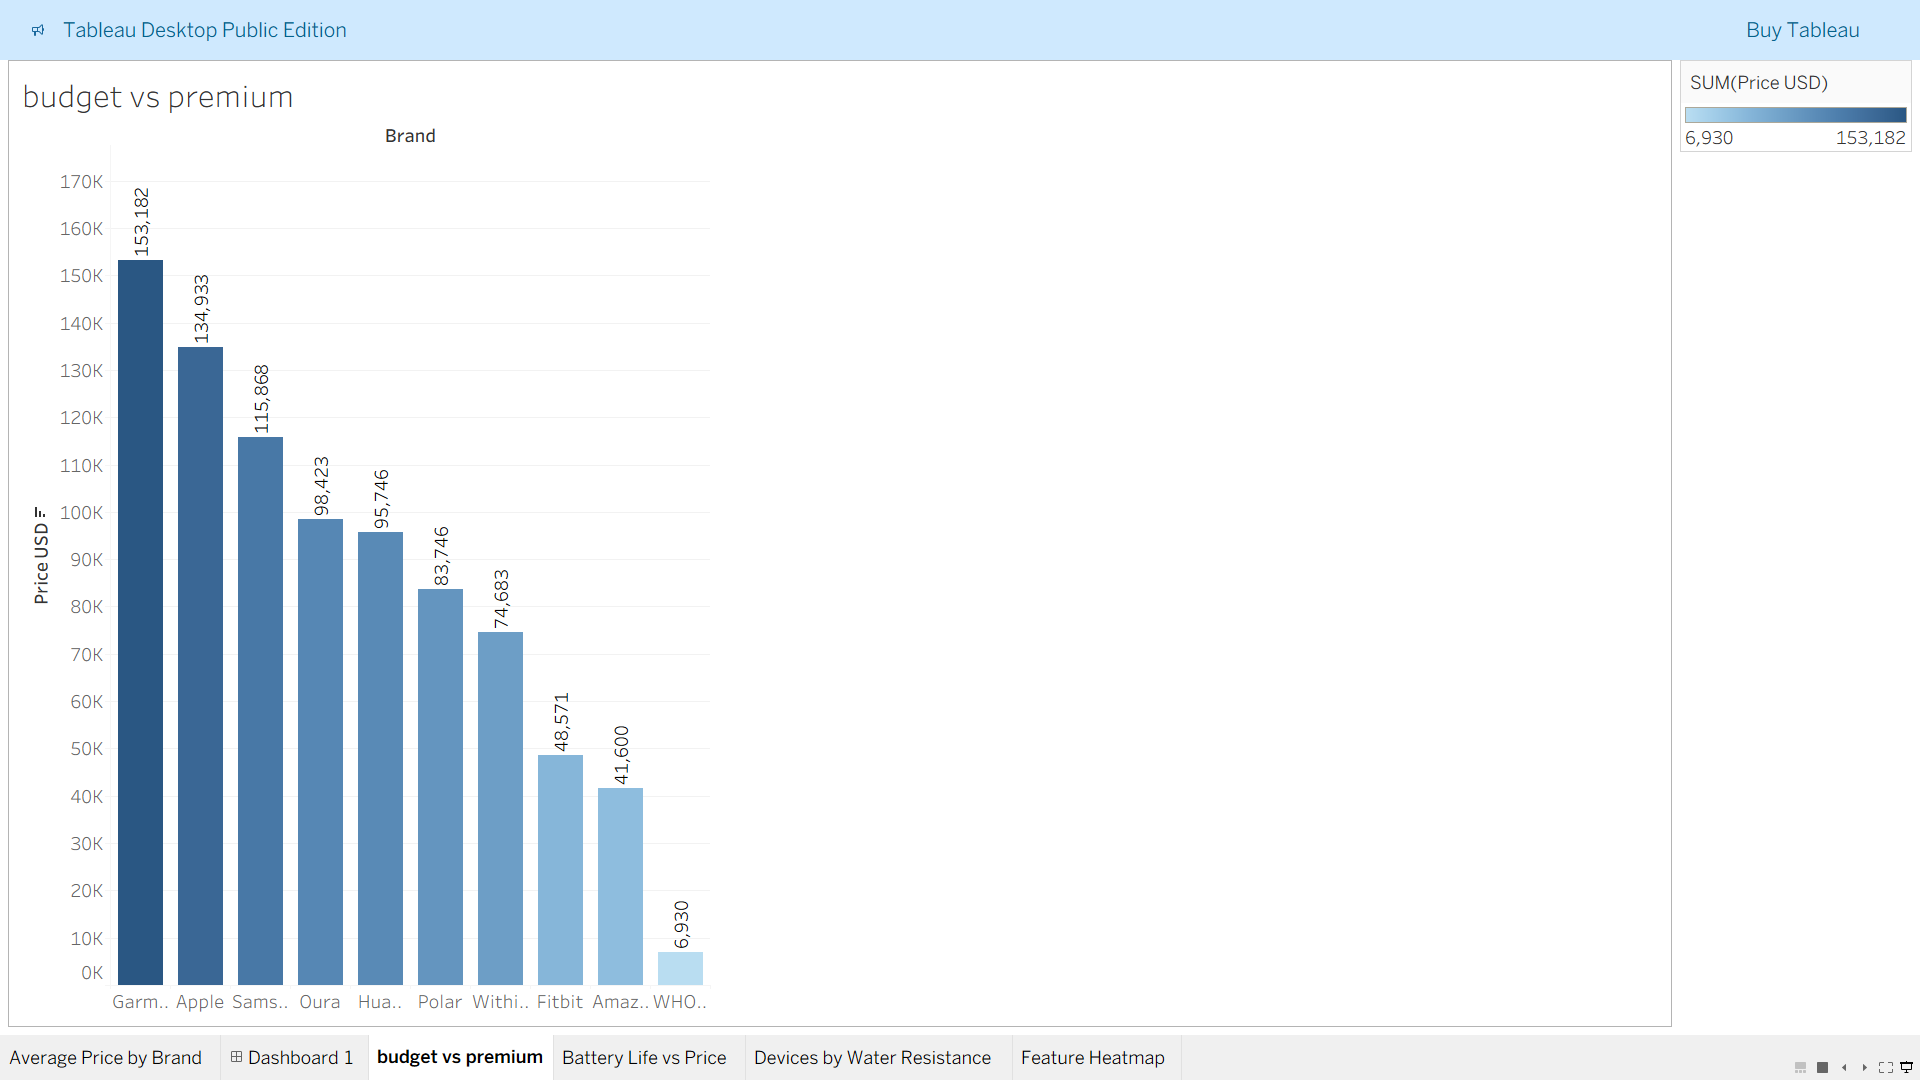 Tableau Desktop Public Edition
Buy Tableau
budget vs premium
SUM(Price USD)
6,930
153,182
Brand
Price USD
170K
160K
150K
140K
130K
120K
110K
100K
90K
80K
70K
60K
50K
40K
30K
20K
10K
0K
153,182
134,933
115,868
98,423
95,746
83,746
74,683
48,571
41,600
6,930
Garm.. Apple Sams.. Oura Hua.. Polar Withi.. Fitbit Amaz.. WHO..
Average Price by Brand
Dashboard 1
budget vs premium
Battery Life vs Price
Devices by Water Resistance
Feature Heatmap